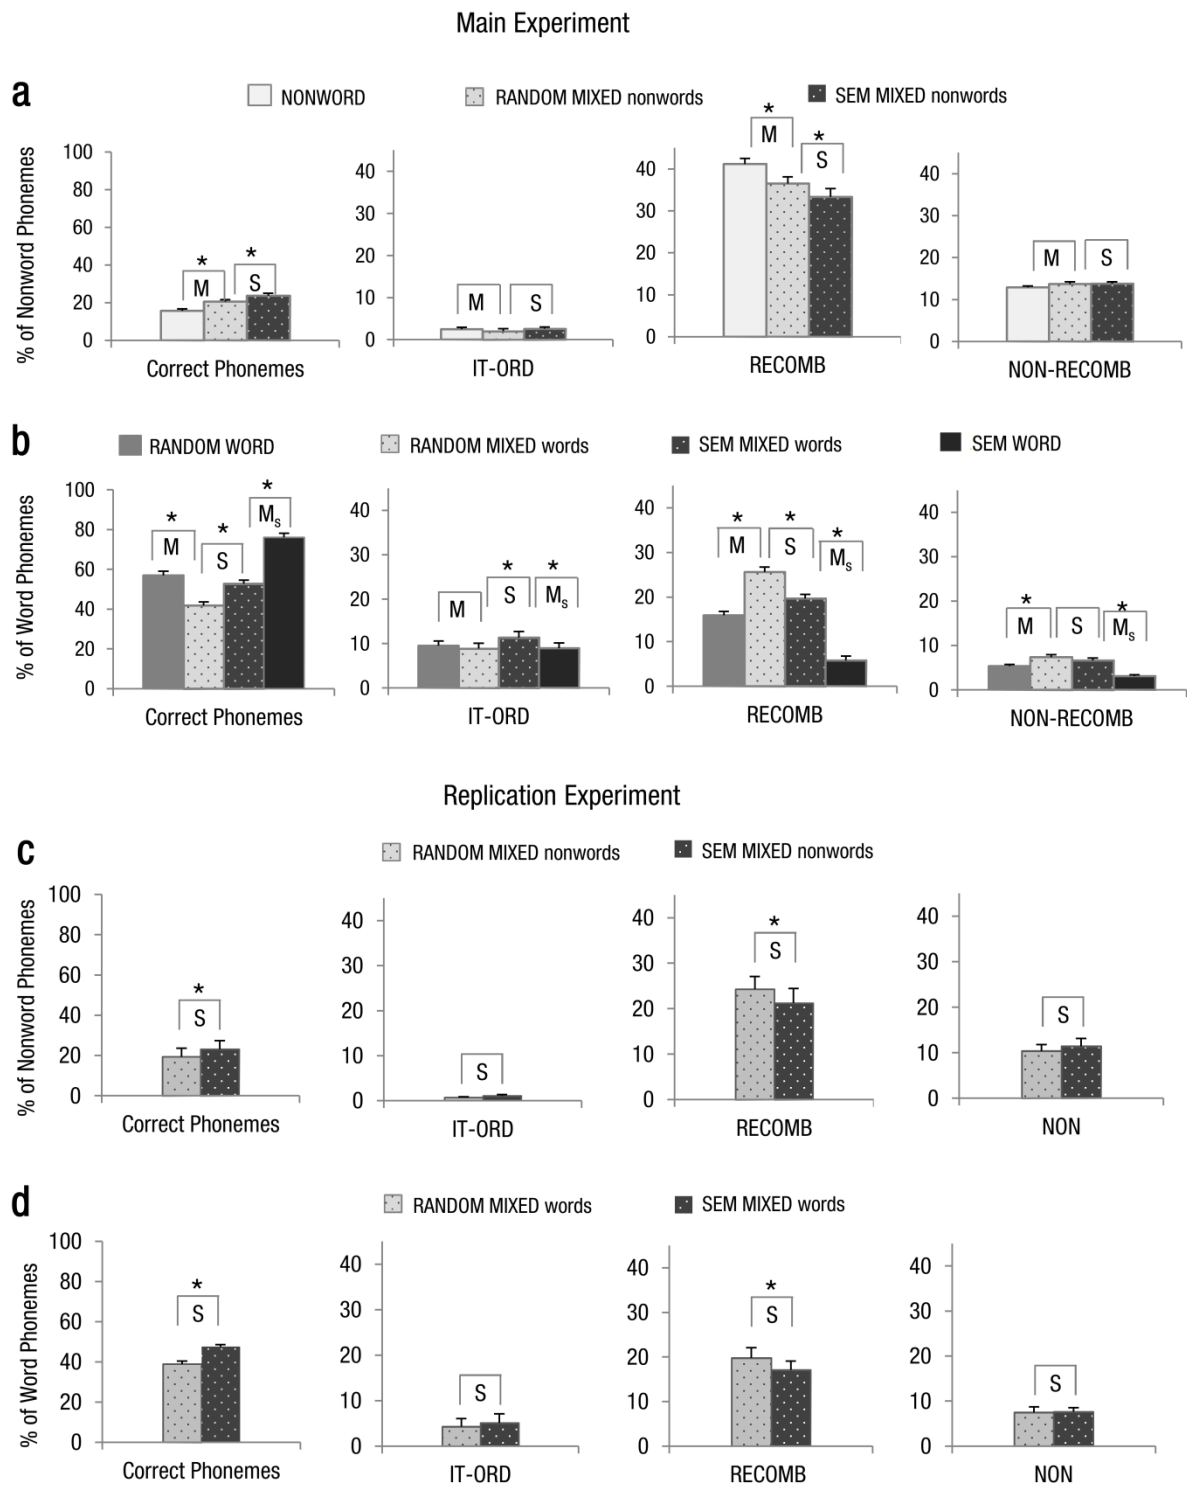 Main Experiment
a
NONWORD RANDOM MIXED nonwords SEM MIXED nonwords
% of Nonword Phonemes
100
80
60
40
20
0
* M * S
Correct Phonemes
40
30
20
10
0
M S
IT-ORD
40
30
20
10
0
* M * S
RECOMB
40
30
20
10
0
M S
NON-RECOMB
b
RANDOM WORD RANDOM MIXED words SEM MIXED words SEM WORD
% of Word Phonemes
100
80
60
40
20
0
* M * S * Ms
Correct Phonemes
40
30
20
10
0
M * S * Ms
IT-ORD
40
30
20
10
0
* M * S * Ms
RECOMB
40
30
20
10
0
* M S * Ms
NON-RECOMB
Replication Experiment
c
RANDOM MIXED nonwords SEM MIXED nonwords
% of Nonword Phonemes
100
80
60
40
20
0
* S
Correct Phonemes
40
30
20
10
0
S
IT-ORD
40
30
20
10
0
* S
RECOMB
40
30
20
10
0
S
NON
d
RANDOM MIXED words SEM MIXED words
% of Word Phonemes
100
80
60
40
20
0
* S
Correct Phonemes
40
30
20
10
0
S
IT-ORD
40
30
20
10
0
* S
RECOMB
40
30
20
10
0
S
NON